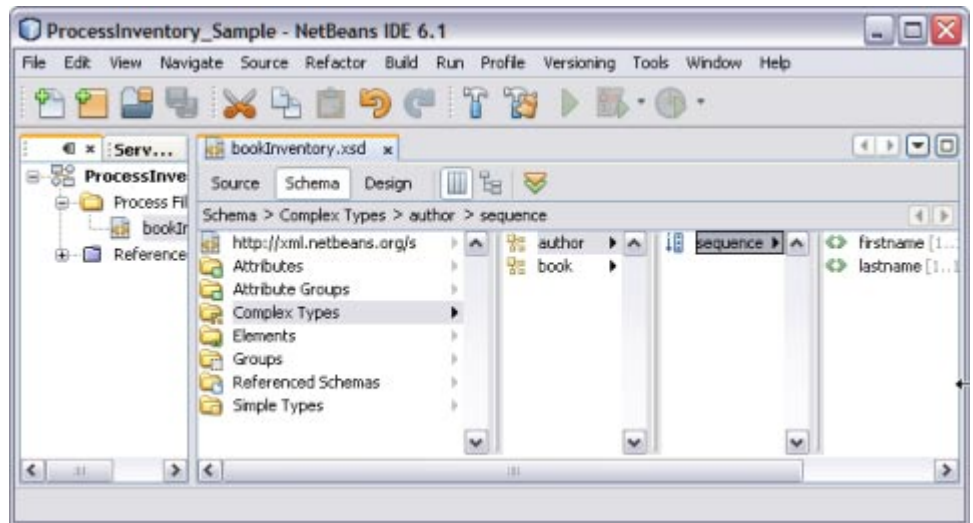 ProcessInventory_Sample - NetBeans IDE 6.1
File Edit View Navigate Source Refactor Build Run Profile Versioning Tools Window Help
Serv...
bookInventory.xsd
ProcessInve
Process Fil
bookIr
Reference
Source Schema Design
Schema > Complex Types > author > sequence
http://xml.netbeans.org/s
Attributes
Attribute Groups
Complex Types
Elements
Groups
Referenced Schemas
Simple Types
author
book
sequence
firstname [1..
lastname [1..1